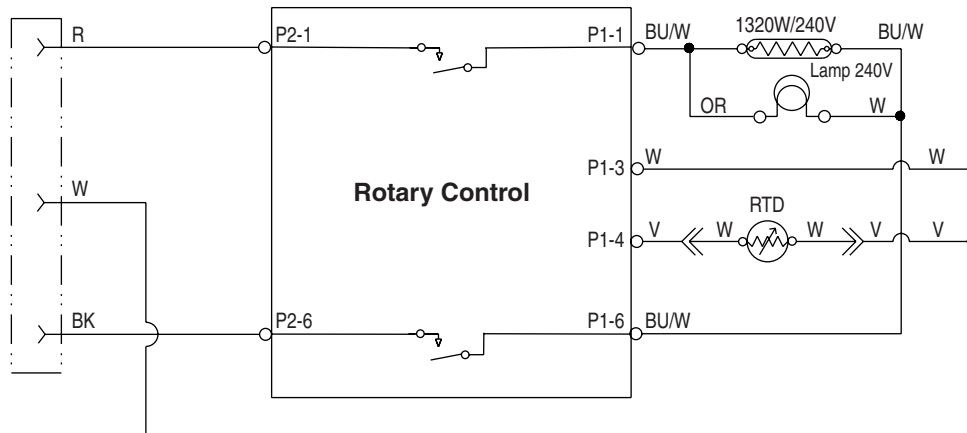 R P2-1 P1-1 BU/W 1320W/240V BU/W
Lamp 240V
OR W
W P1-3 W W
Rotary Control
RTD
P1-4 V W W V V
BK P2-6 P1-6 BU/W